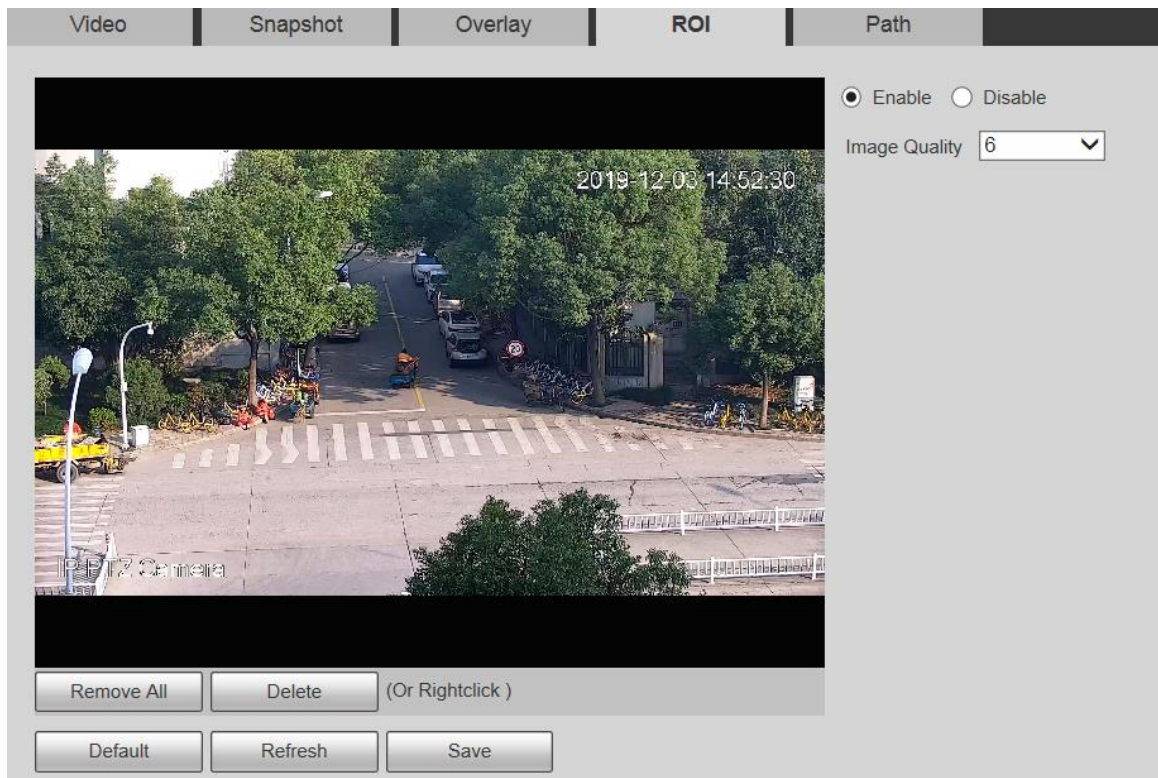 Video Snapshot Overlay ROI Path
Enable Disable
Image Quality 6
2019-12-03 14:52:30
20
IP PTZ Camera
Remove All Delete (Or Rightclick )
Default Refresh Save